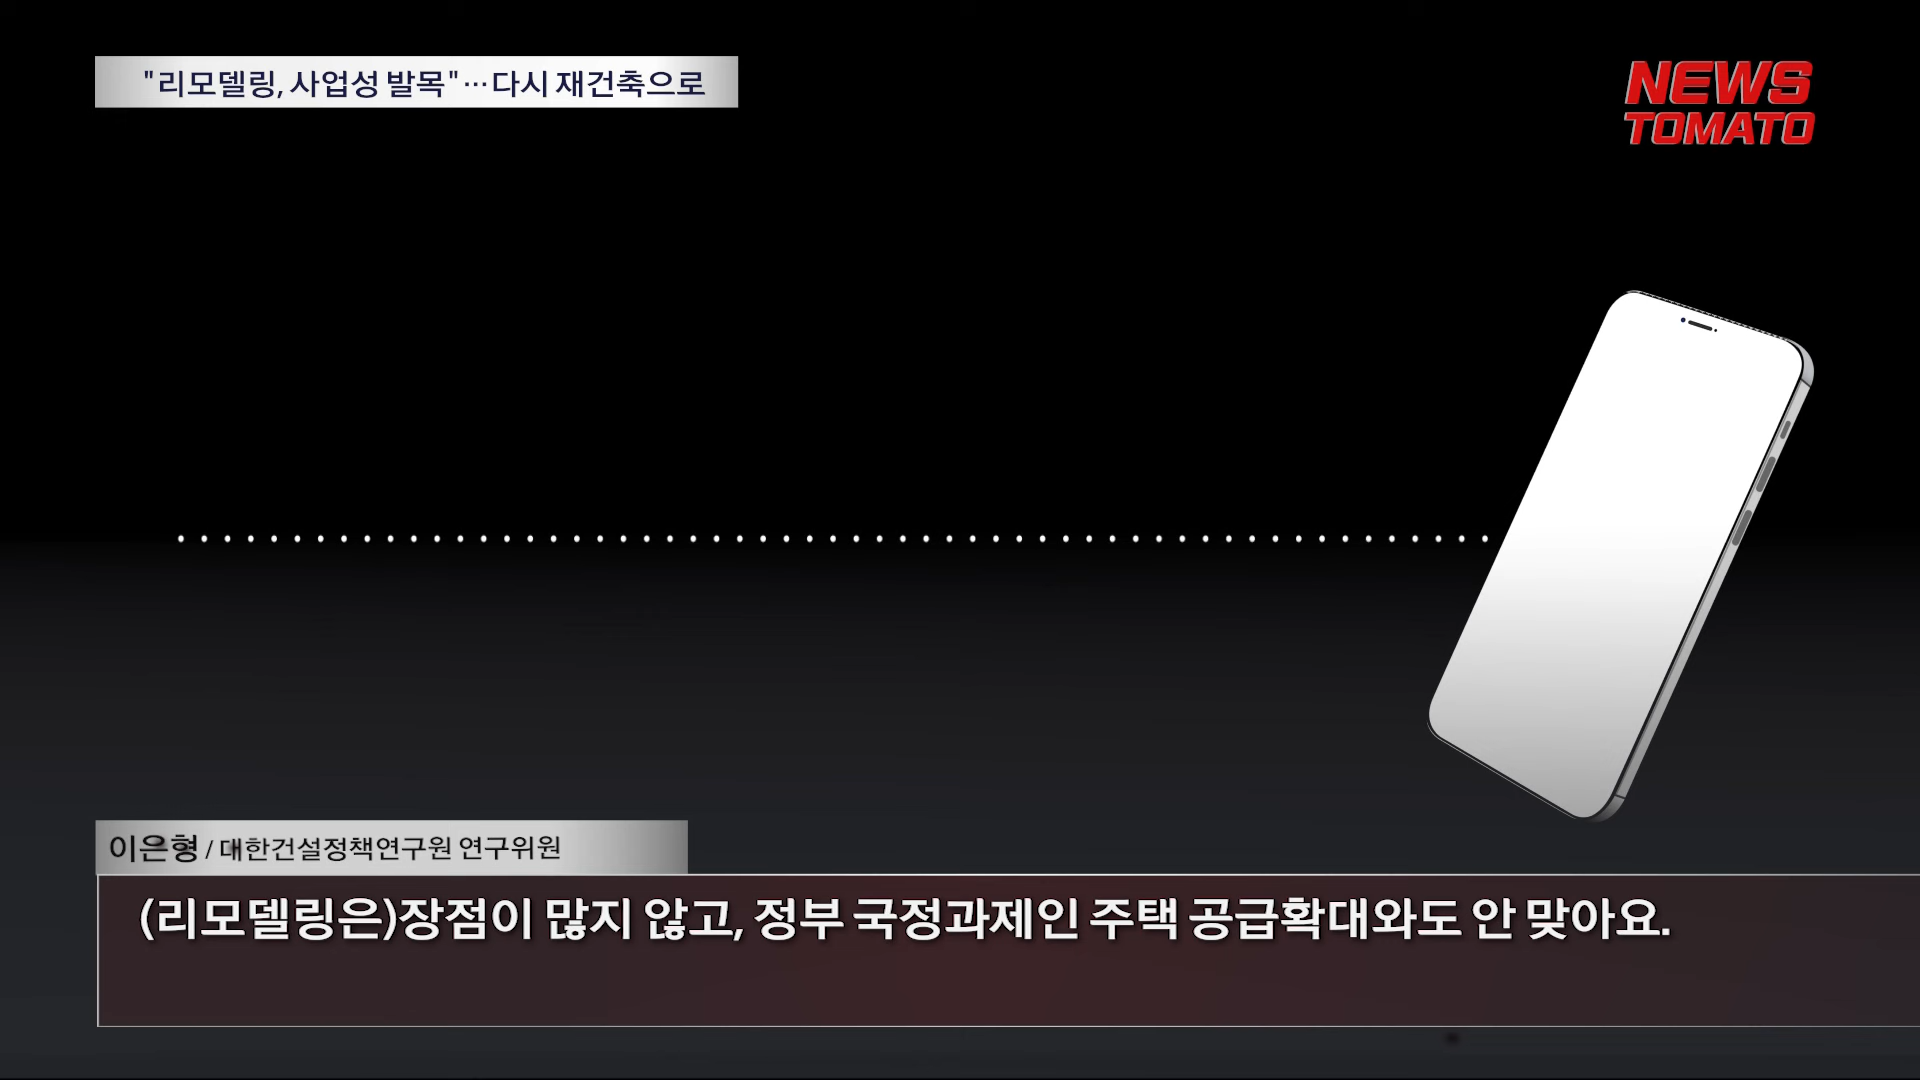 "리모델링, 사업성 발목"…다시 재건축으로
NEWS
TOMATO
이은형 / 대한건설정책연구원 연구위원
(리모델링은)장점이 많지 않고, 정부 국정과제인 주택 공급확대와도 안 맞아요.